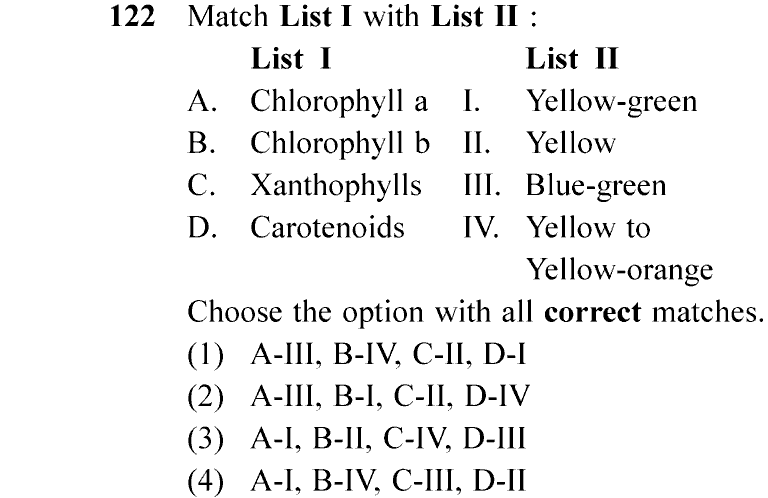 122 Match List I with List II :
List I List II
A. Chlorophyll a I. Yellow-green
B. Chlorophyll b II. Yellow
C. Xanthophylls III. Blue-green
D. Carotenoids IV. Yellow to
Yellow-orange
Choose the option with all correct matches.
(1) A-III, B-IV, C-II, D-I
(2) A-III, B-I, C-II, D-IV
(3) A-I, B-II, C-IV, D-III
(4) A-I, B-IV, C-III, D-II